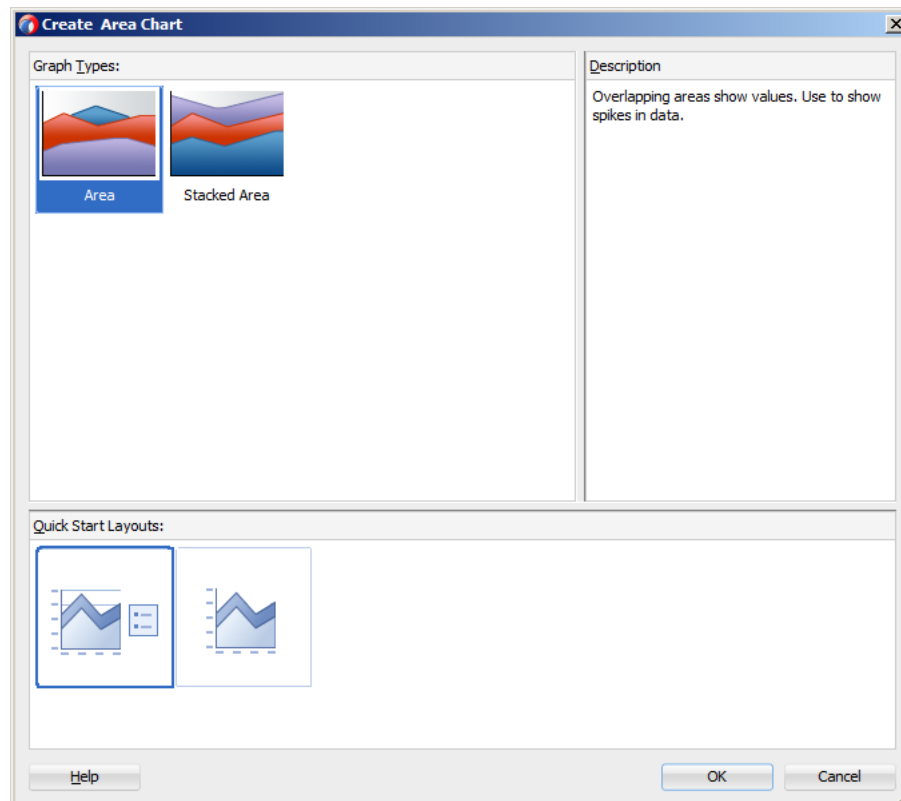 Create Area Chart
Graph Types:
Area
Stacked Area
Description
Overlapping areas show values. Use to show
spikes in data.
Quick Start Layouts:
Help
OK
Cancel